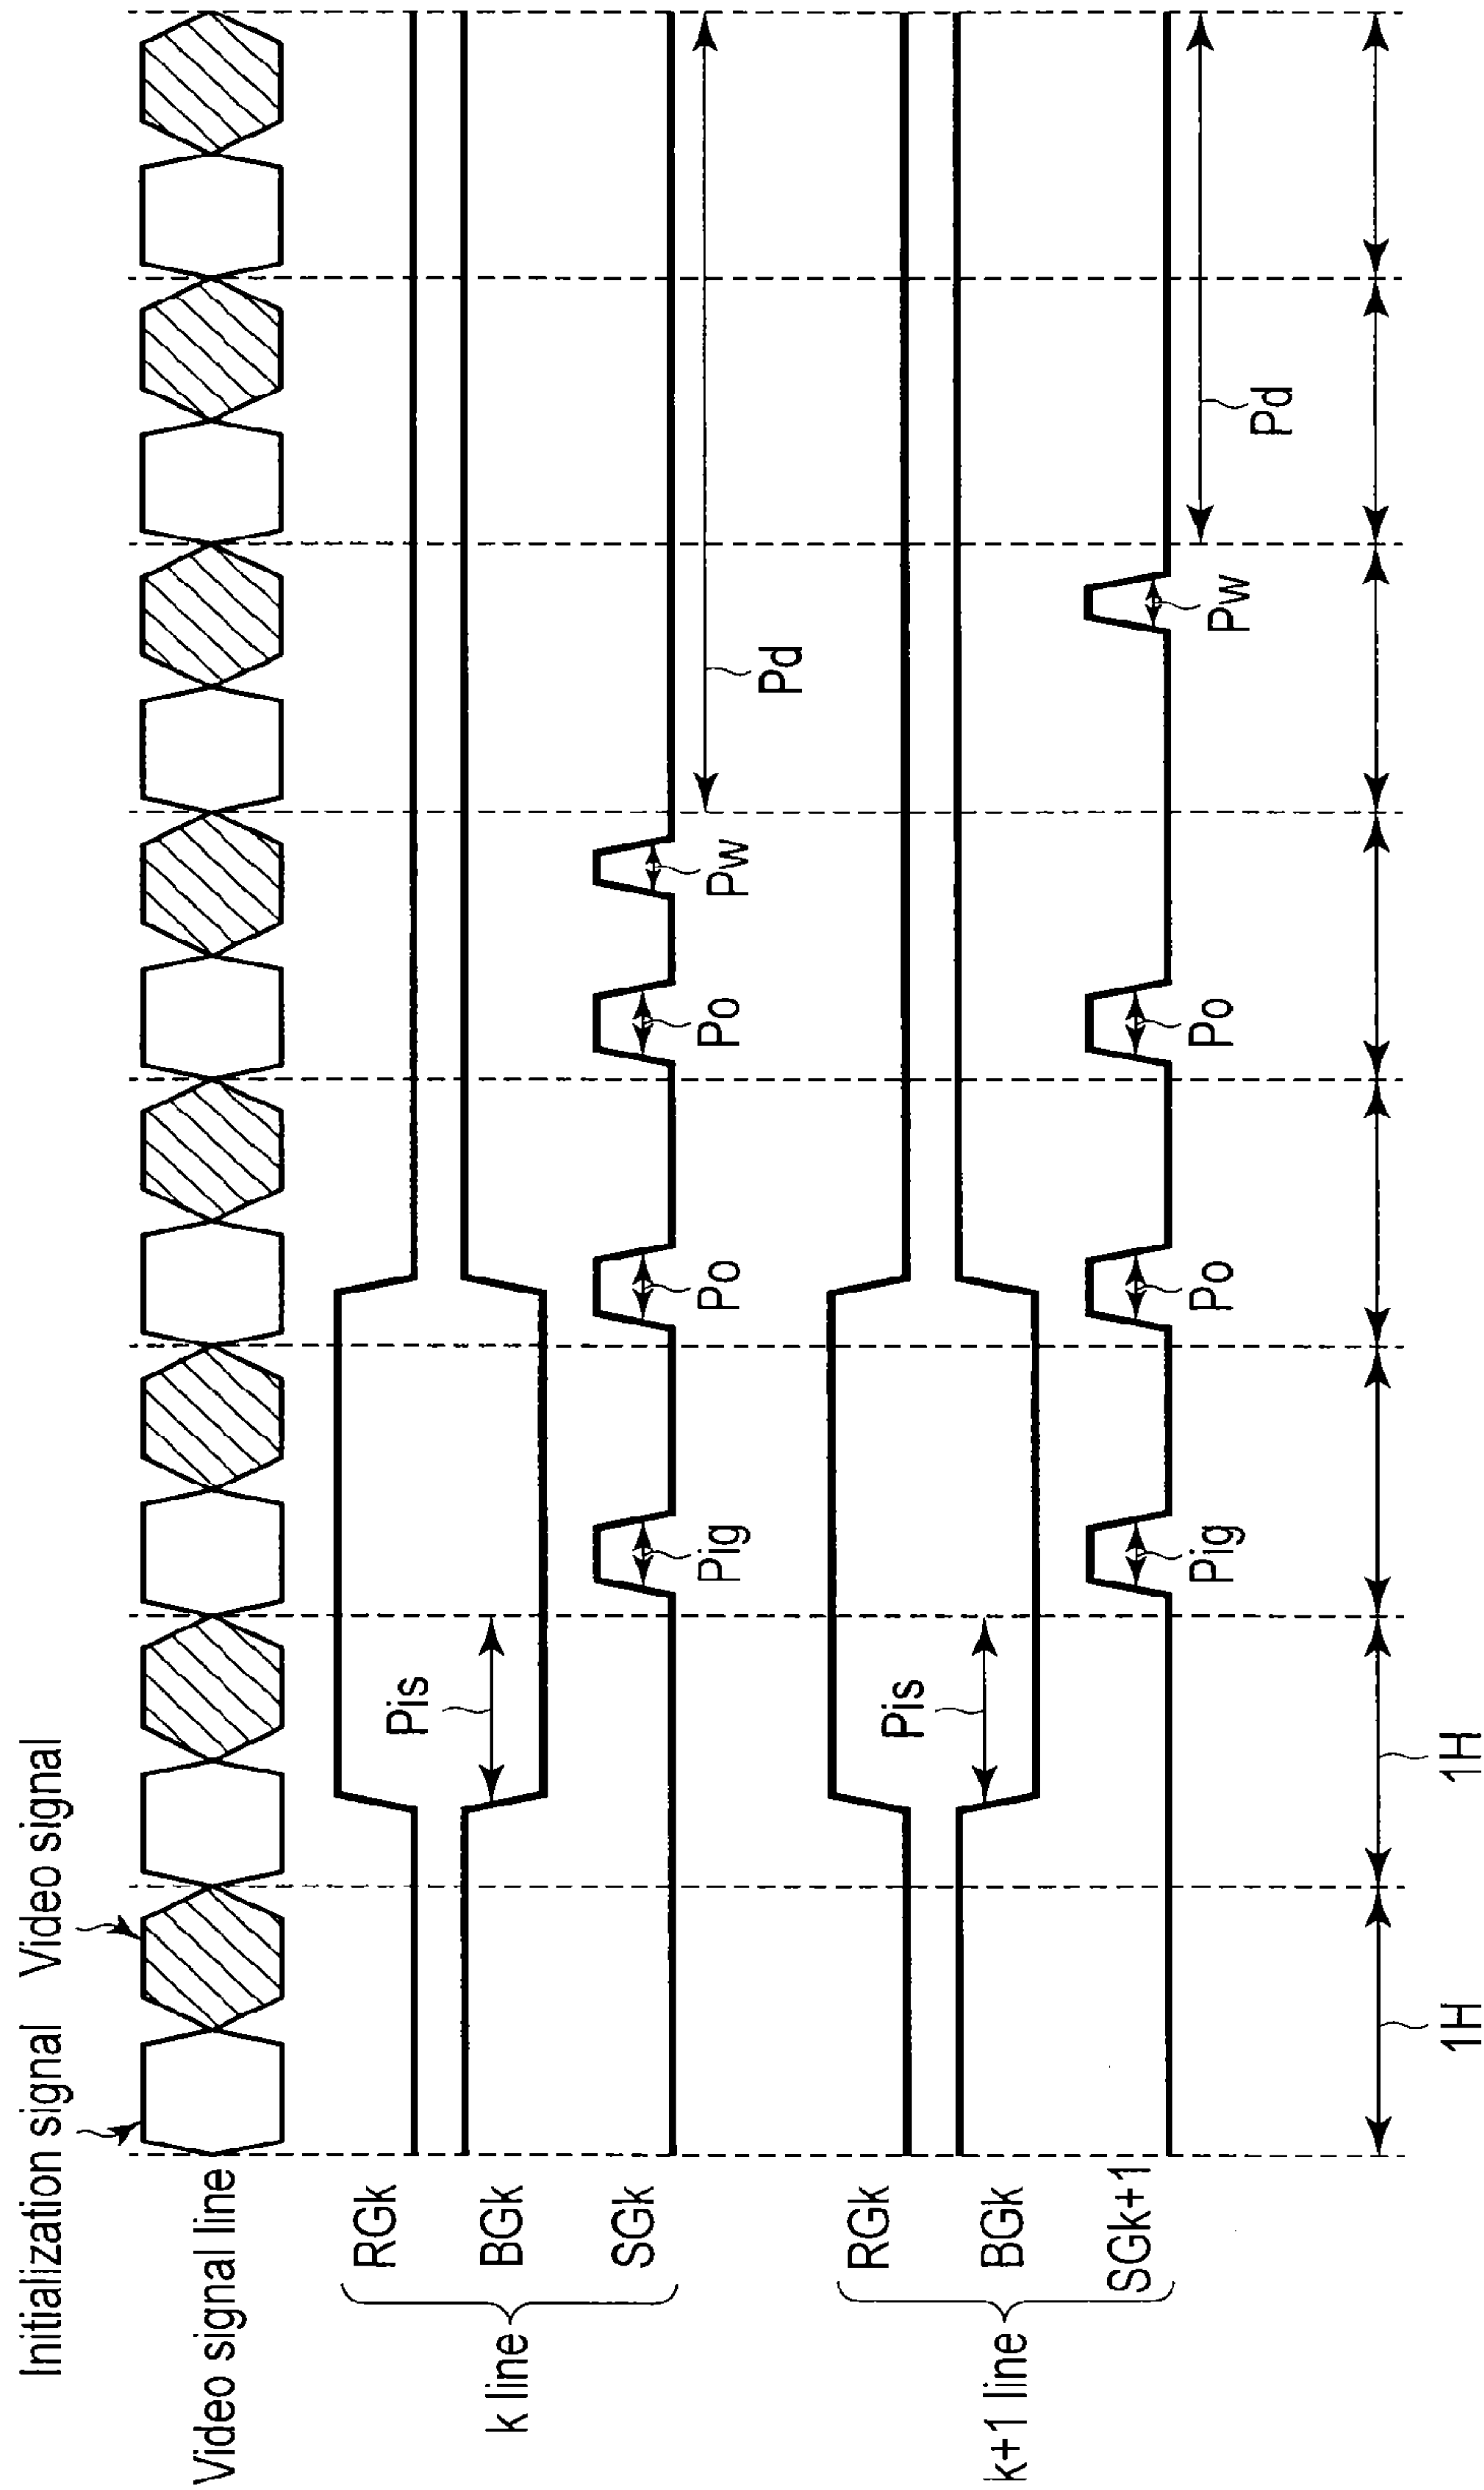 Initialization signal
Video signal
Video signal line
k line
RGk
BGk
Pis
SGk
Pig
Po
Po
Pw
Pd
k+1 line
RGk
BGk
Pis
SGk+1
Pig
Po
Po
Pw
Pd
1H
1H